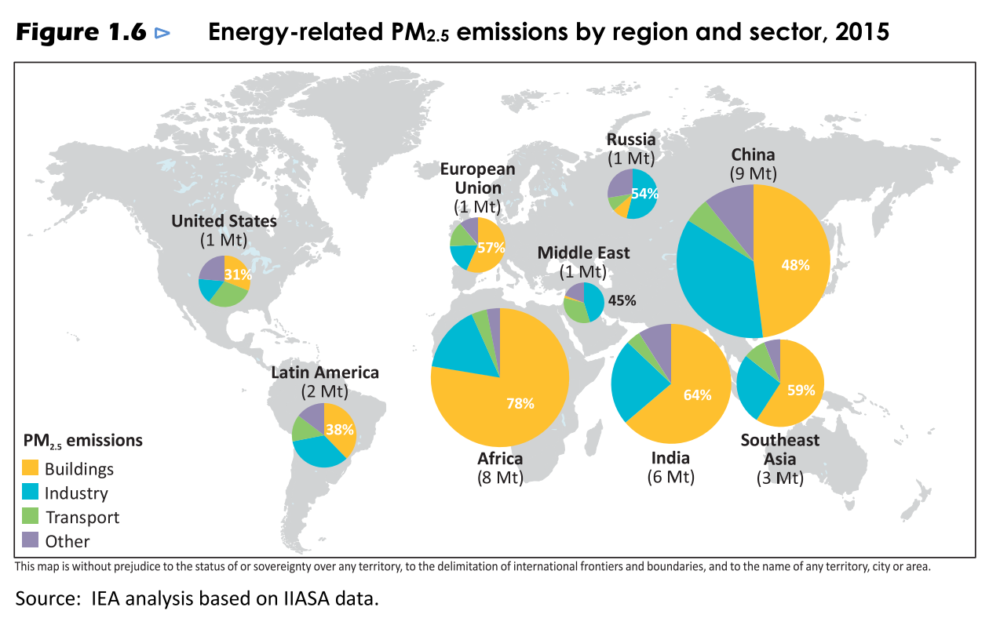 Figure 1.6 ▷ Energy-related PM2.5 emissions by region and sector, 2015
Russia
(1 Mt)
54%
China
(9 Mt)
48%
European
Union
(1 Mt)
57%
United States
(1 Mt)
31%
Middle East
(1 Mt)
45%
Latin America
(2 Mt)
38%
78%
Africa
(8 Mt)
64%
India
(6 Mt)
59%
Southeast
Asia
(3 Mt)
PM2.5 emissions
Buildings
Industry
Transport
Other
This map is without prejudice to the status of or sovereignty over any territory, to the delimitation of international frontiers and boundaries, and to the name of any territory, city or area.
Source: IEA analysis based on IIASA data.